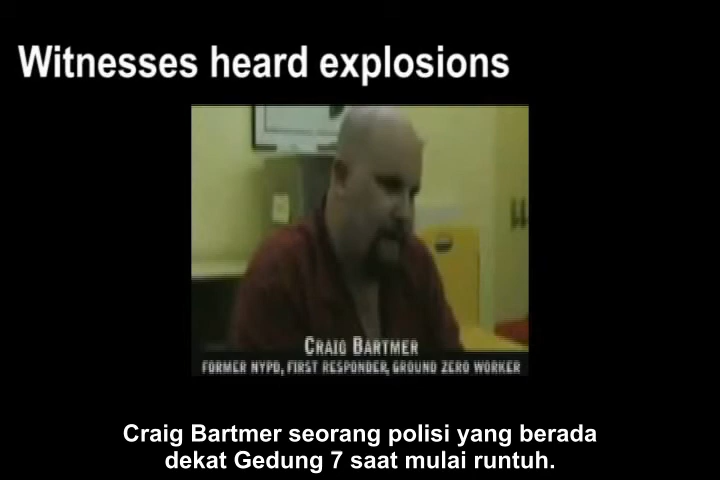 Witnesses heard explosions
CRAIG BARTMER
FORMER NYPD, FIRST RESPONDER, GROUND ZERO WORKER
Craig Bartmer seorang polisi yang berada
dekat Gedung 7 saat mulai runtuh.